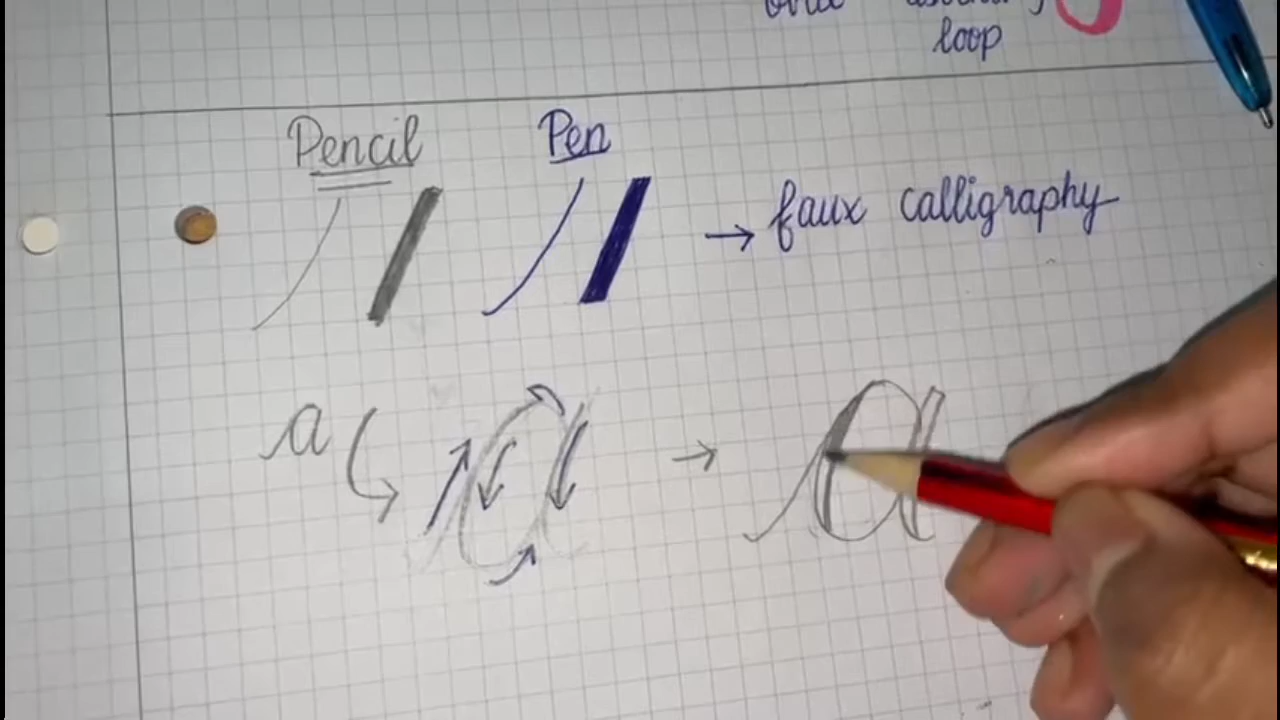 loop
Pencil Pen
→ faux calligraphy
a → a